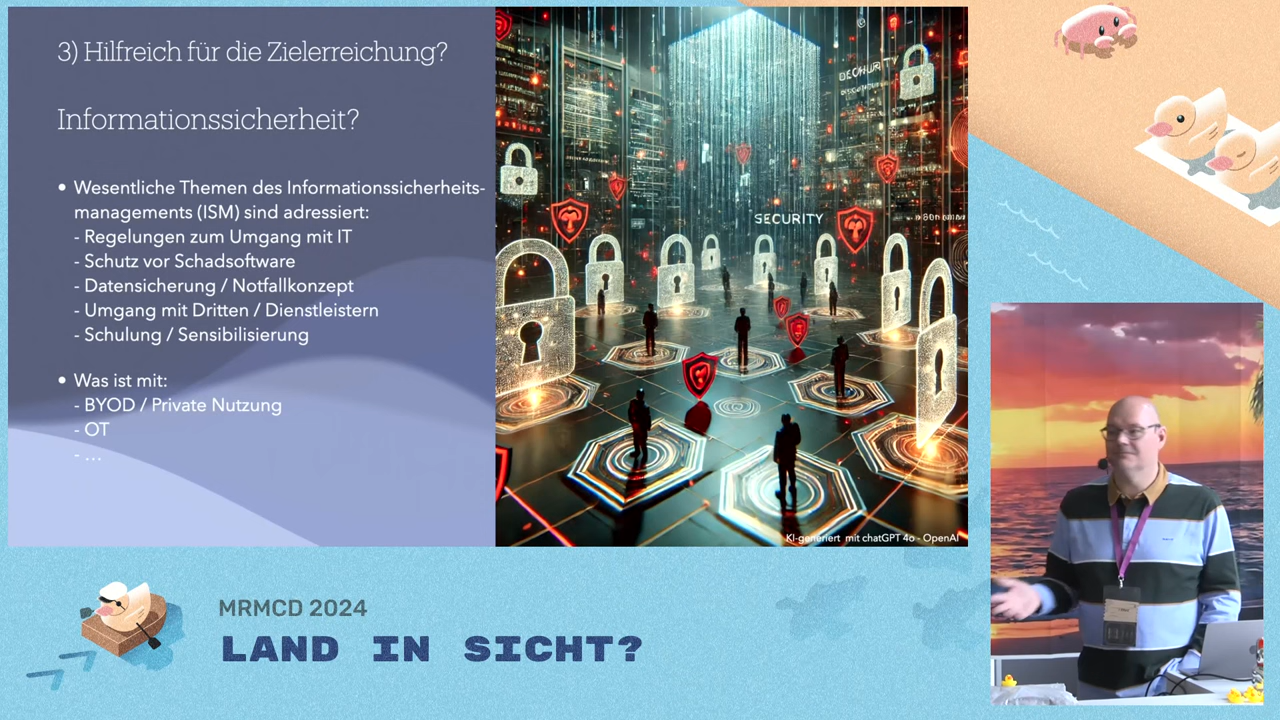 3) Hilfreich für die Zielerreichung?
Informationssicherheit?
• Wesentliche Themen des Informationssicherheits-
managements (ISM) sind adressiert:
- Regelungen zum Umgang mit IT
- Schutz vor Schadsoftware
- Datensicherung / Notfallkonzept
- Umgang mit Dritten / Dienstleistern
- Schulung / Sensibilisierung
• Was ist mit:
- BYOD / Private Nutzung
- OT
- ...
SECURITY
KI-generiert mit chatGPT 4o - OpenAI
MRMCD 2024
LAND IN SICHT?